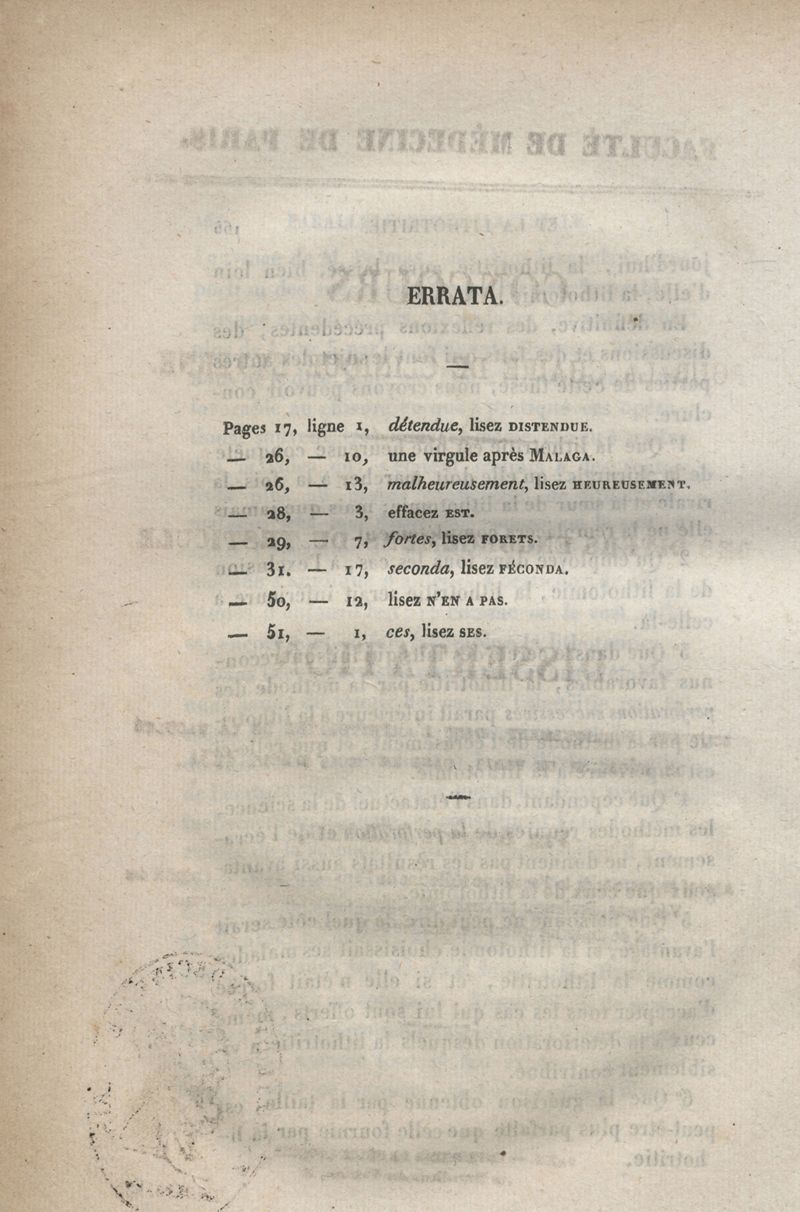 ERRATA.
Pages 17, ligne 1, détendue, lisez DISTENDUE.
— 26, — 10, une virgule après MALAGA.
— 26, — 13, malheureusement, lisez HEUREUSEMENT.
— 28, — 3, effacez EST.
— 29, — 7, fortes, lisez FORETS.
— 31. — 17, seconda, lisez FÉCONDA.
— 50, — 12, lisez N'EN A PAS.
— 51, — 1, ces, lisez SES.